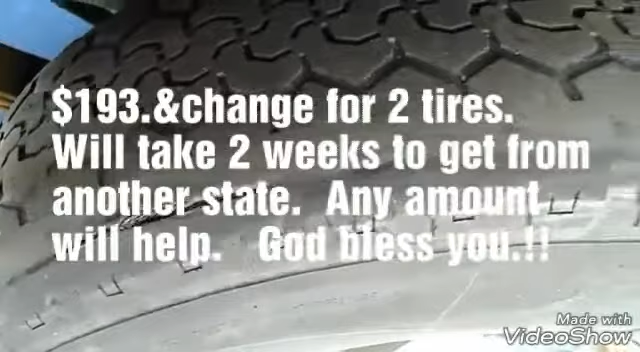 $193.&change for 2 tires.
Will take 2 weeks to get from
another state. Any amount
will help. God bless you.!!
Made with
VideoShow